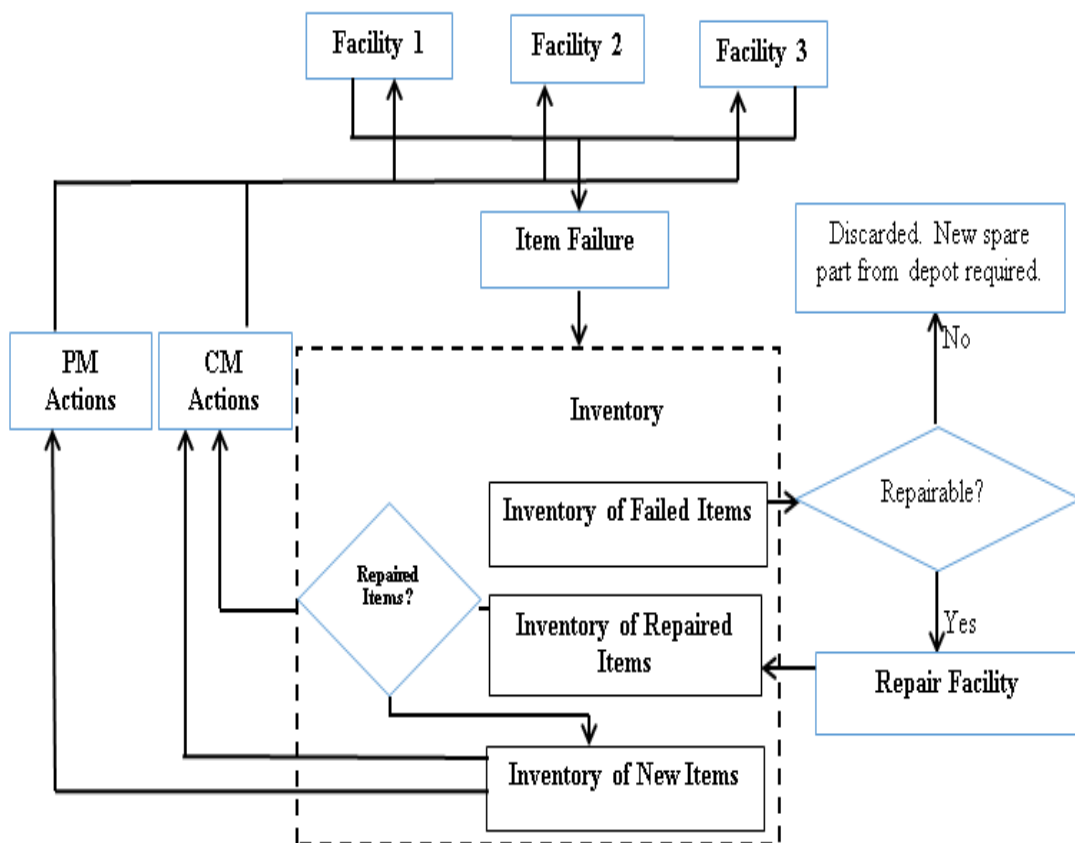 Facility 1
Facility 2
Facility 3
Item Failure
Discarded. New spare
part from depot required.
No
PM
Actions
CM
Actions
Inventory
Repairable?
Inventory of Failed Items
Repaired
Items?
Inventory of Repaired
Items
Yes
Repair Facility
Inventory of New Items